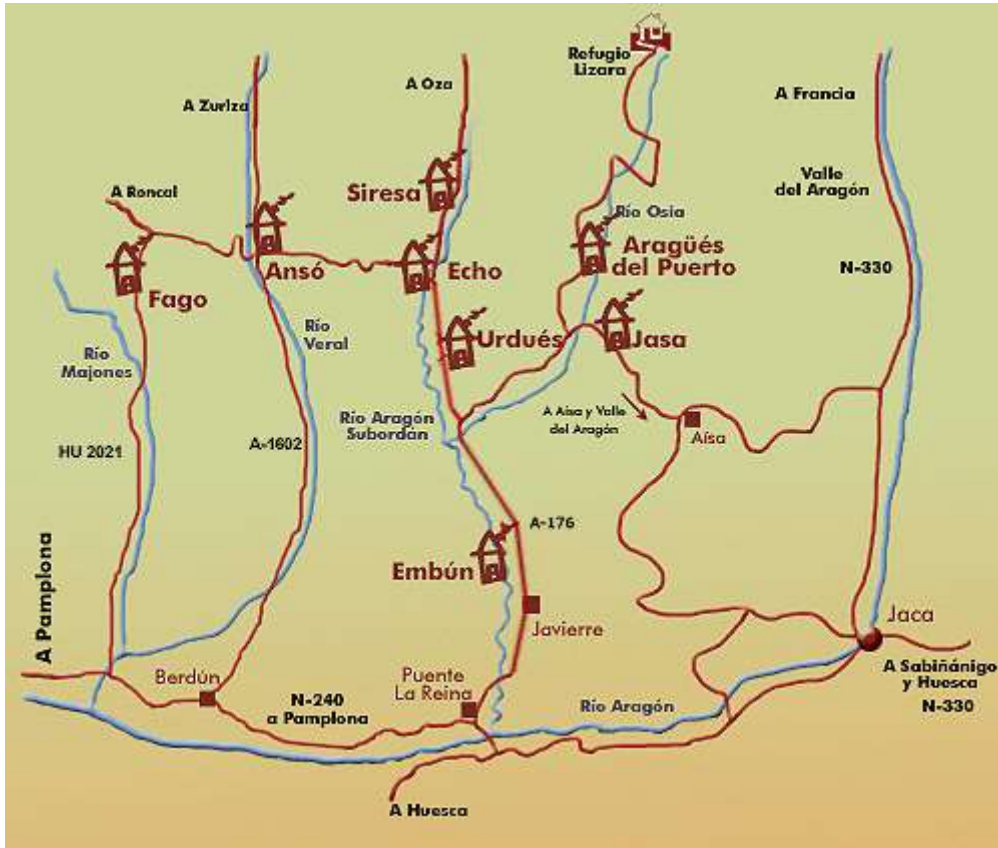 Refugio
Lizara
A Zuriza
A Oza
A Francia
A Roncal
Siresa
Valle
del Aragón
Río Osia
Ansó
Echo
Aragüés
del Puerto
N-330
Fago
Río
Veral
Urdués
Jasa
Río
Majones
Río Aragón
Subordán
A Aísa y Valle
del Aragón
Aísa
HU 2021
A-1602
A-176
Embún
A Pamplona
Javierre
Jaca
Berdún
Puente
La Reina
A Sabiñánigo
y Huesca
N-330
N-240
a Pamplona
Río Aragón
A Huesca